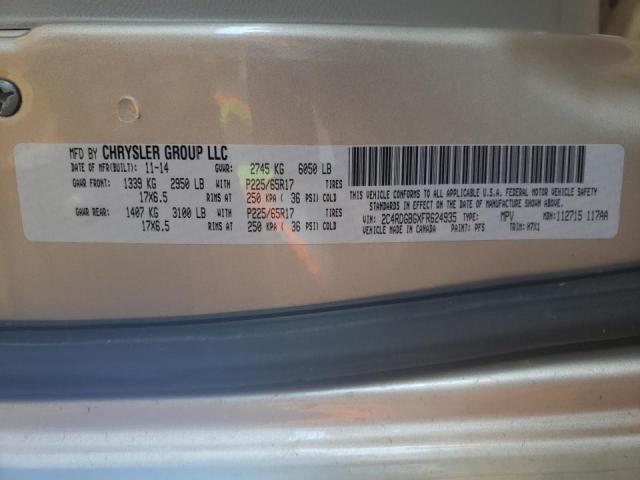 MFD BY CHRYSLER GROUP LLC
DATE OF MFR(BUILT): 11-14 GVWR: 2745 KG 6050 LB
GAWR FRONT: 1339 KG 2950 LB WITH P225/65R17 TIRES
17X6.5 RIMS AT 250 KPA ( 36 PSI) COLD
GAWR REAR: 1407 KG 3100 LB WITH P225/65R17 TIRES
17X6.5 RIMS AT 250 KPA ( 36 PSI) COLD
THIS VEHICLE CONFORMS TO ALL APPLICABLE U.S.A. FEDERAL MOTOR VEHICLE SAFETY
STANDARDS IN EFFECT ON THE DATE OF MANUFACTURE SHOWN ABOVE.
VIN: 2C4RDGBGXFR624935 TYPE: MPV MDH: 112715 117AA
VEHICLE MADE IN CANADA PAINT: PFS TRIM: H7X1